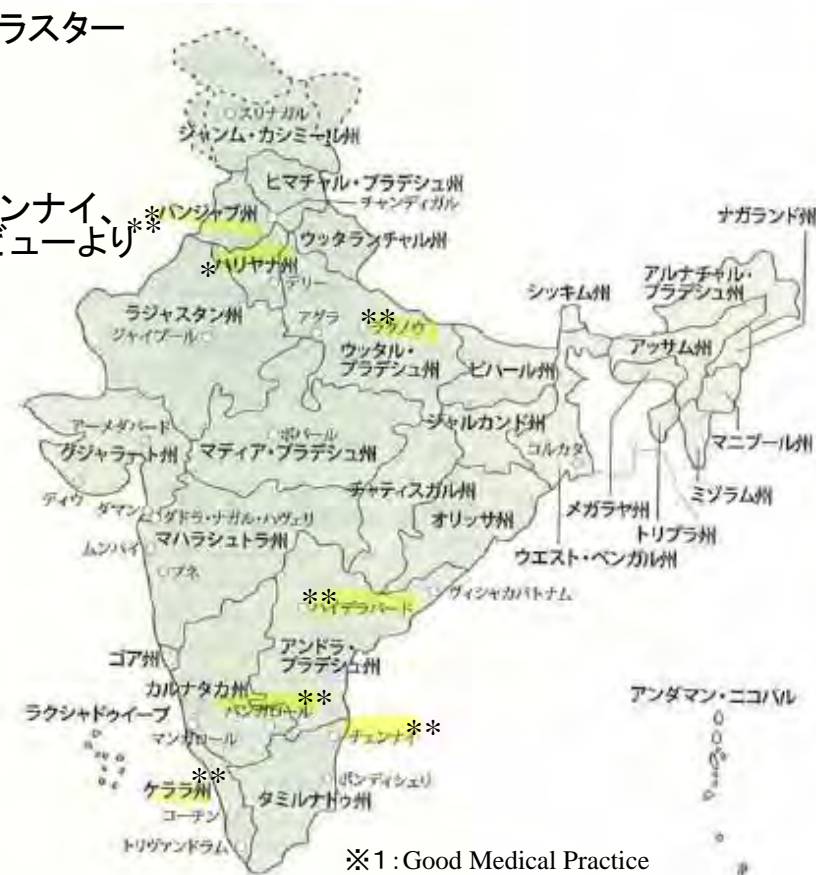 ラスター
スリナガル
ジャンム・カシミール州
ヒマチャル・プラデシュ州
チャンディガル
ンナイ、
*パンジャブ州
ビューより
**
ウッタランチャル州
ナガランド州
*ハリヤナ州
デリー
シッキム州
アルナチャル・
プラデシュ州
ラジャスタン州
ジャイプール
アグラ
**ラクノウ
ウッタル・
プラデシュ州
ビハール州
アッサム州
アーメダバード
グジャラート州
ボパール
マディア・プラデシュ州
ジャルカンド州
コルカタ
マニプール州
ディウ
ダマン
ダドラ・ナガル・ハヴェリ
チャティスガル州
オリッサ州
メガラヤ州
ミゾラム州
トリプラ州
ウエスト・ベンガル州
ムンバイ
マハラシュトラ州
プネ
**
ハイデラバード
ヴィシャカパトナム
ゴア州
アンドラ・
プラデシュ州
カルナタカ州
**
バンガロール
ラクシャドゥイープ
アンダマン・ニコバル
マンガロール
チェンナイ**
**
ケララ州
ポンディシェリ
タミルナドゥ州
コーチン
トリヴァンドラム
※1:Good Medical Practice